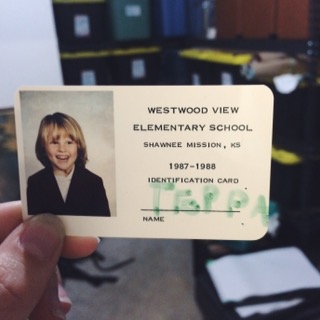 WESTWOOD VIEW
ELEMENTARY SCHOOL
SHAWNEE MISSION, KS
1987-1988
IDENTIFICATION CARD
NAME